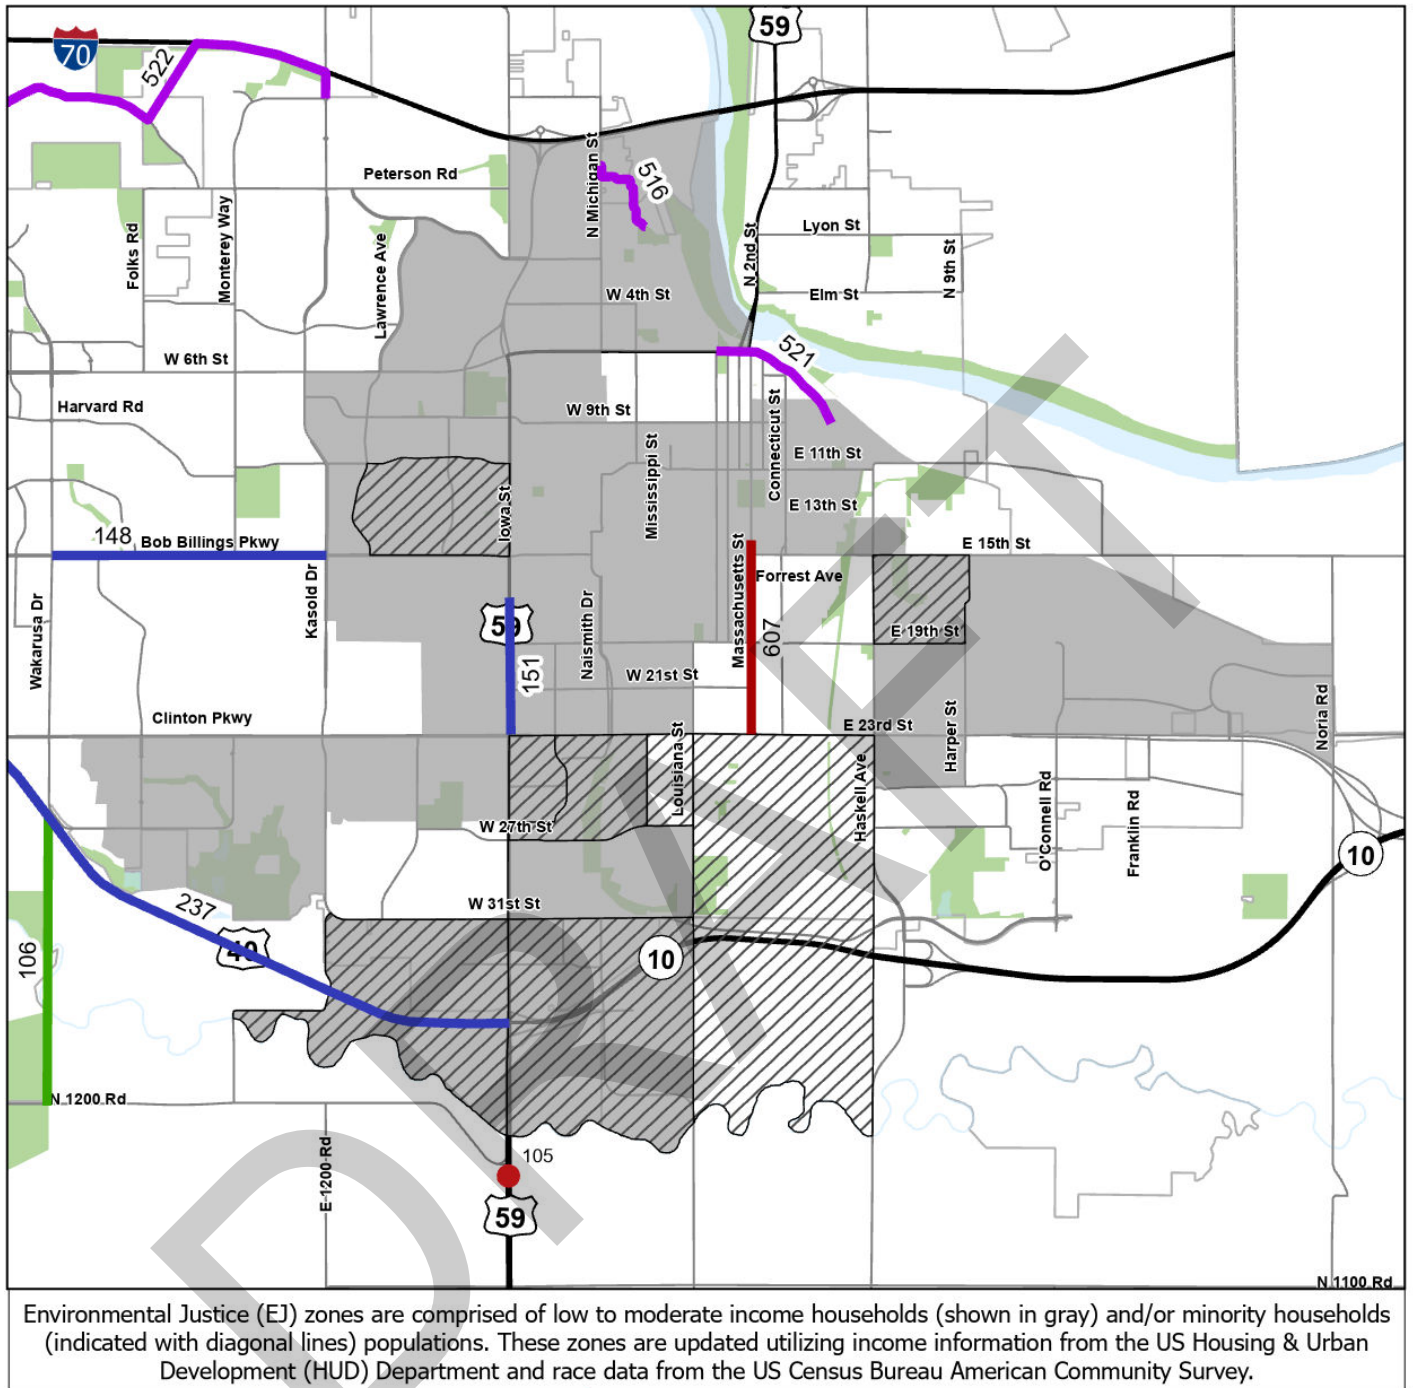 59
70
522
N Michigan St
516
Peterson Rd
Folks Rd
Monterey Way
Lawrence Ave
N 2nd St
Lyon St
N 9th St
W 4th St
Elm St
W 6th St
521
Harvard Rd
W 9th St
Connecticut St
E 11th St
Mississippi St
Iowa St
E 13th St
148
Bob Billings Pkwy
E 15th St
Wakarusa Dr
Kasold Dr
59
Naismith Dr
Massachusetts St
Forrest Ave
607
E 19th St
151
W 21st St
Clinton Pkwy
Louisiana St
E 23rd St
Harper St
Noria Rd
Haskell Ave
O'Connell Rd
Franklin Rd
W 27th St
10
237
W 31st St
40
10
106
N 1200 Rd
E 1200 Rd
105
59
N 1100 Rd
DRAFT
Environmental Justice (EJ) zones are comprised of low to moderate income households (shown in gray) and/or minority households
(indicated with diagonal lines) populations. These zones are updated utilizing income information from the US Housing & Urban
Development (HUD) Department and race data from the US Census Bureau American Community Survey.